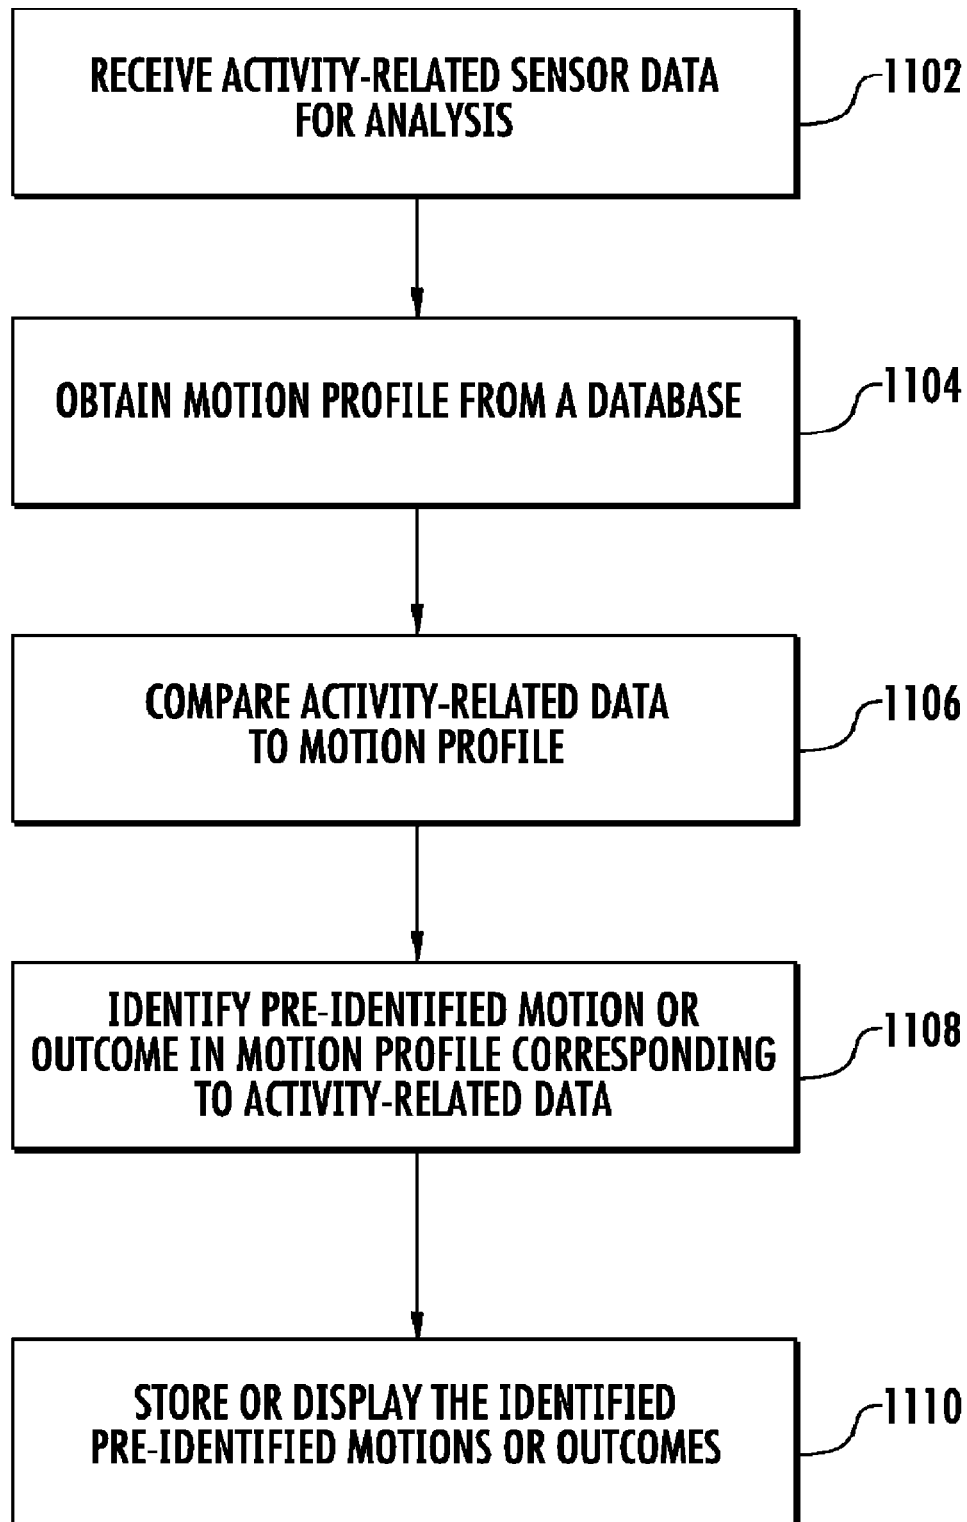 RECEIVE ACTIVITY-RELATED SENSOR DATA
FOR ANALYSIS
1102
OBTAIN MOTION PROFILE FROM A DATABASE
1104
COMPARE ACTIVITY-RELATED DATA
TO MOTION PROFILE
1106
IDENTIFY PRE-IDENTIFIED MOTION OR
OUTCOME IN MOTION PROFILE CORRESPONDING
TO ACTIVITY-RELATED DATA
1108
STORE OR DISPLAY THE IDENTIFIED
PRE-IDENTIFIED MOTIONS OR OUTCOMES
1110